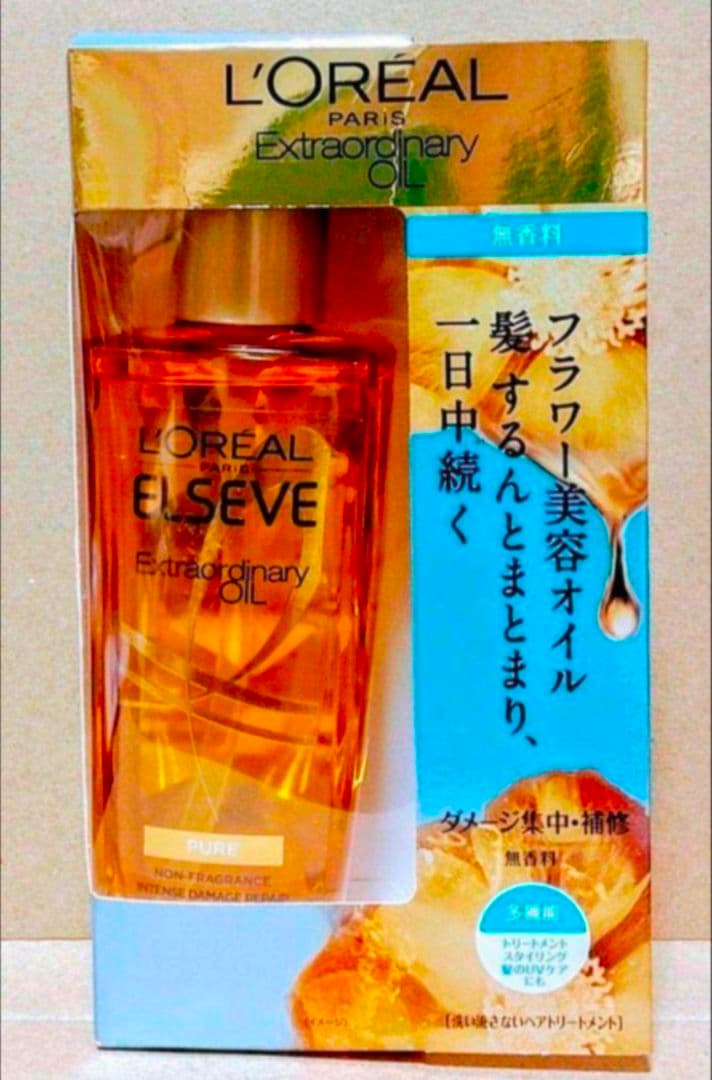 L'ORÉAL
PARIS
Extraordinary
OIL
無香料
フラワー美容オイル
髪するんとまとまり、
一日中続く
L'ORÉAL
PARIS
ELSEVE
Extraordinary
OIL
PURE
NON-FRAGRANCE
INTENSE DAMAGE REPAIR
ダメージ集中・補修
無香料
多機能
トリートメント
スタイリング
髪のUVケア
にも
(イメージ)
[洗い流さないヘアトリートメント]